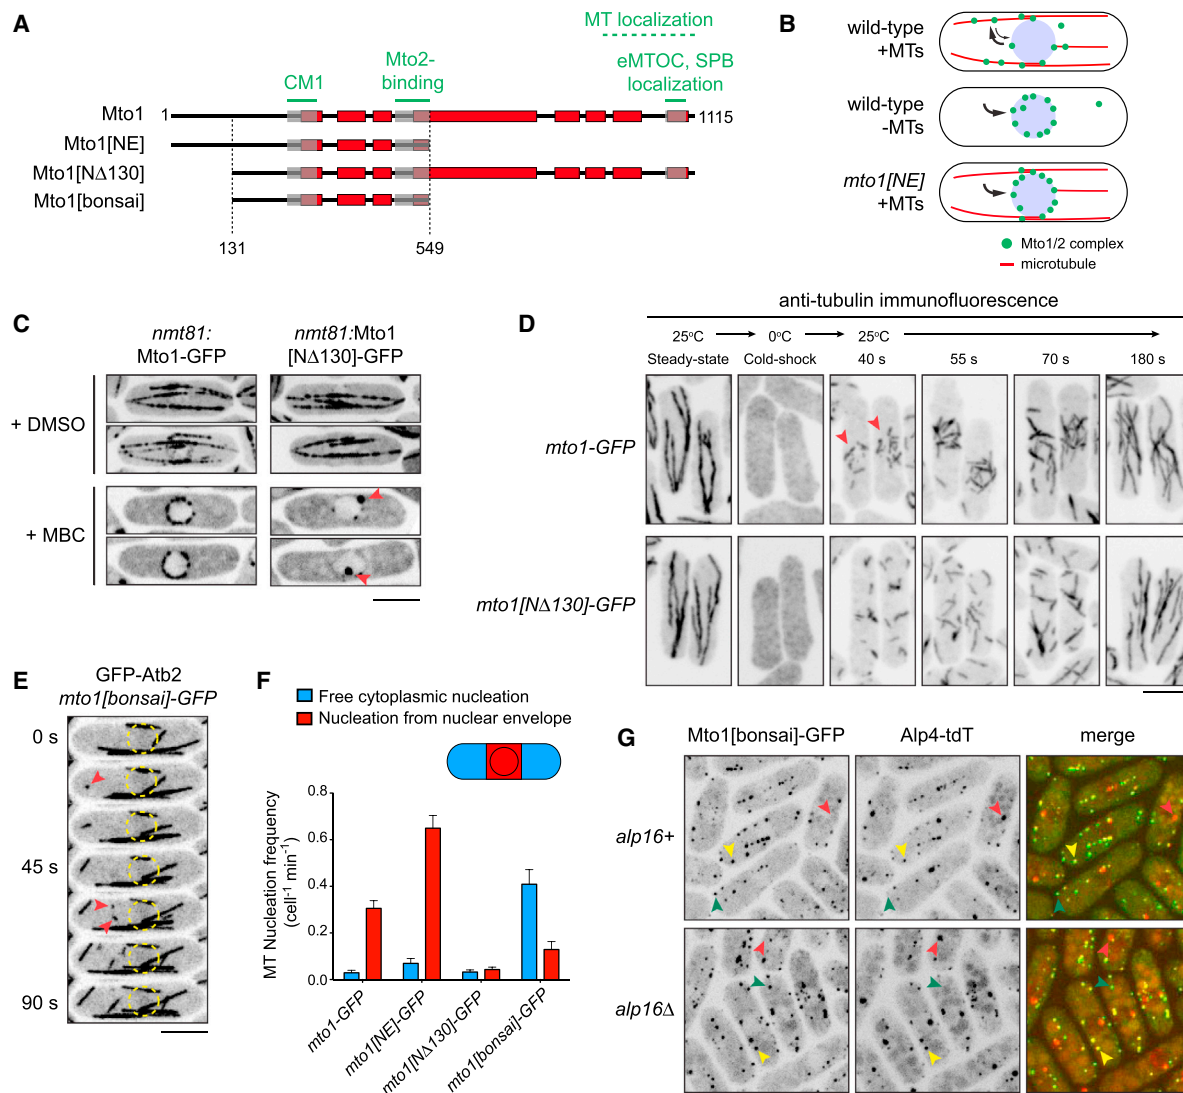 A
MT localization
CM1
Mto2-
binding
eMTOC, SPB
localization
Mto1
1
1115
Mto1[NE]
Mto1[NΔ130]
Mto1[bonsai]
131
549
B
wild-type
+MTs
wild-type
-MTs
mto1[NE]
+MTs
Mto1/2 complex
microtubule
C
nmt81:
Mto1-GFP
nmt81:Mto1
[NΔ130]-GFP
+ DMSO
+ MBC
D
anti-tubulin immunofluorescence
25°C
0°C
25°C
Steady-state
Cold-shock
40 s
55 s
70 s
180 s
mto1-GFP
mto1[NΔ130]-GFP
E
GFP-Atb2
mto1[bonsai]-GFP
0 s
45 s
90 s
F
Free cytoplasmic nucleation
Nucleation from nuclear envelope
MT Nucleation frequency
(cell-1 min-1)
0.8
0.6
0.4
0.2
0.0
mto1-GFP
mto1[NE]-GFP
mto1[NΔ130]-GFP
mto1[bonsai]-GFP
G
Mto1[bonsai]-GFP
Alp4-tdT
merge
alp16+
alp16Δ